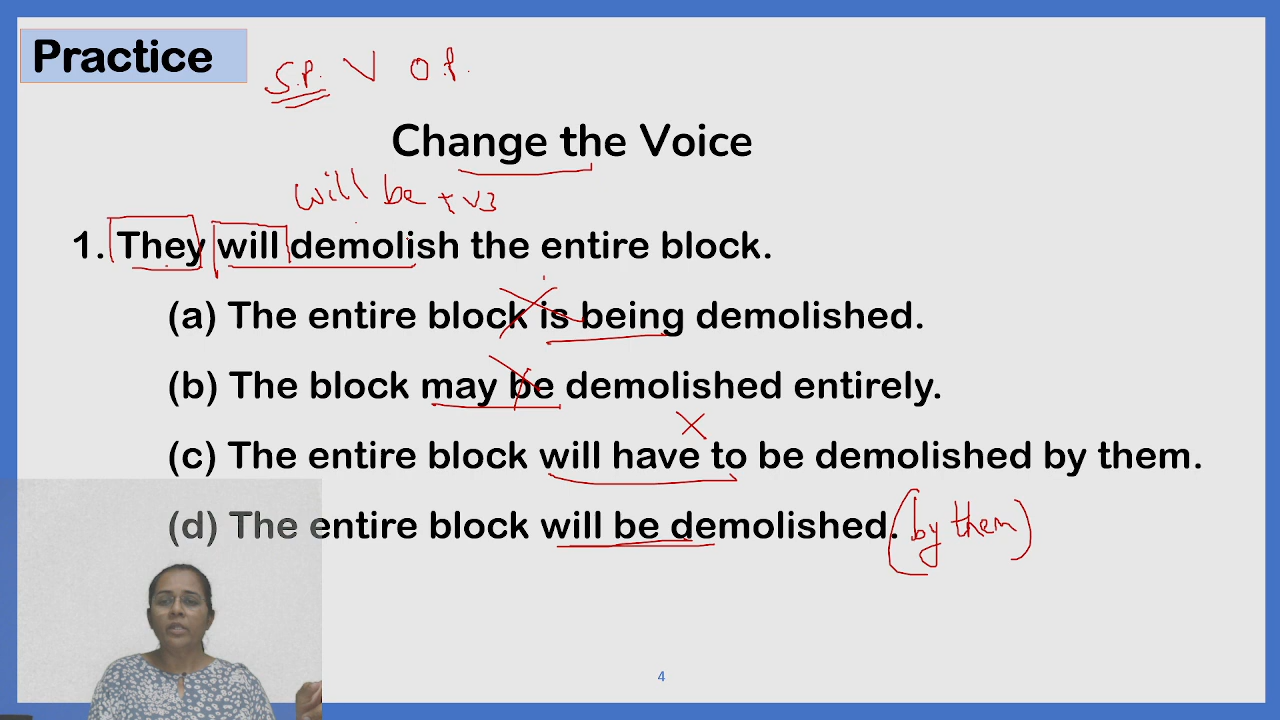 Practice
S.P. V O.P.
Change the Voice
will be + V3
1. They will demolish the entire block.
(a) The entire block is being demolished.
(b) The block may be demolished entirely.
(c) The entire block will have to be demolished by them.
(d) The entire block will be demolished. (by them)
4